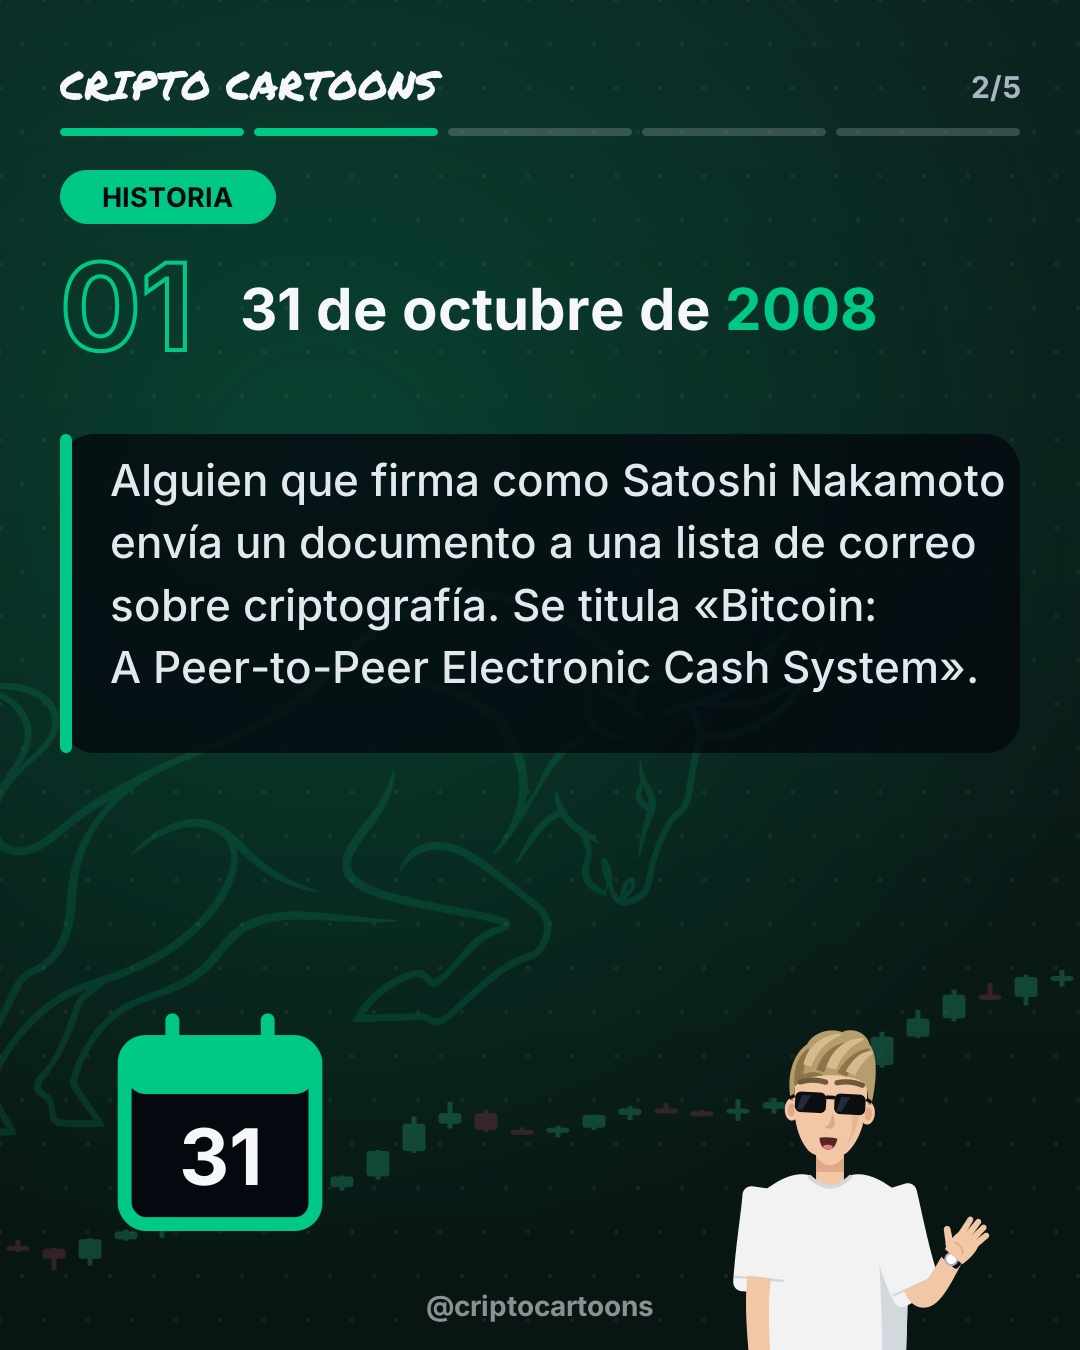 CRIPTO CARTOONS
2/5
HISTORIA
01
31 de octubre de 2008
Alguien que firma como Satoshi Nakamoto
envía un documento a una lista de correo
sobre criptografía. Se titula «Bitcoin:
A Peer-to-Peer Electronic Cash System».
31
@criptocartoons